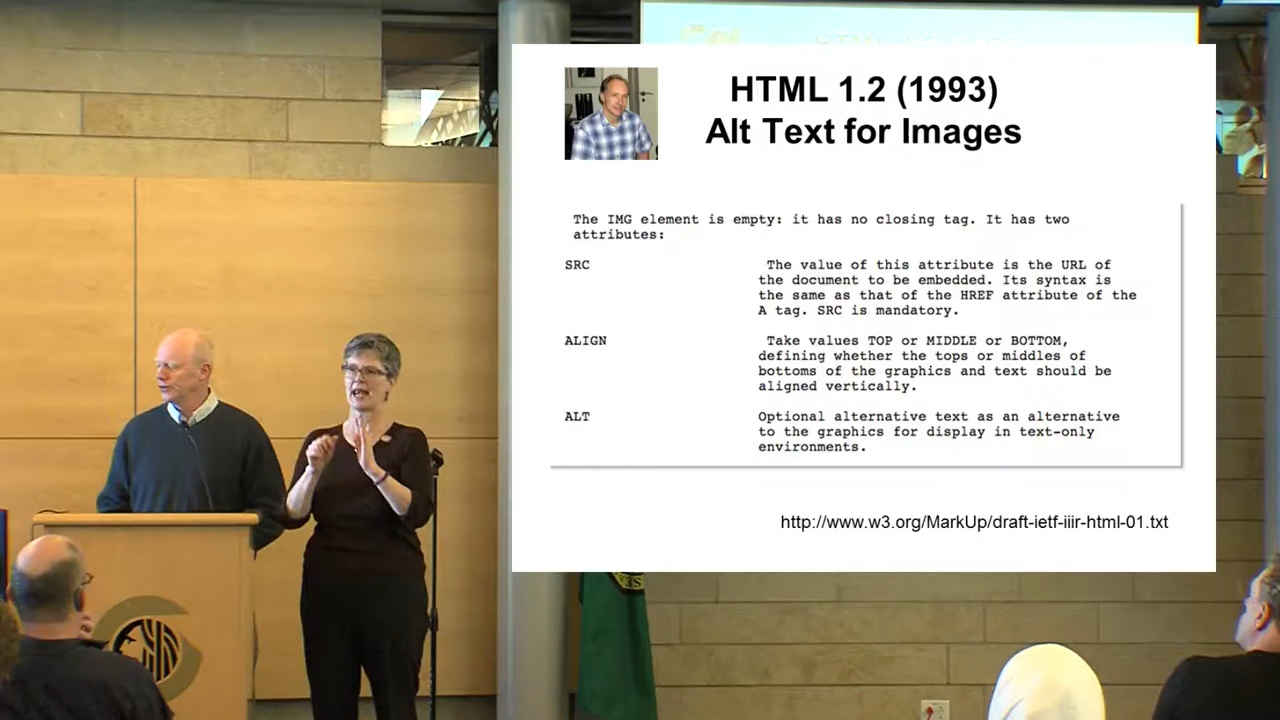 HTML 1.2 (1993)
Alt Text for Images
The IMG element is empty: it has no closing tag. It has two
attributes:
SRC
The value of this attribute is the URL of
the document to be embedded. Its syntax is
the same as that of the HREF attribute of the
A tag. SRC is mandatory.
ALIGN
Take values TOP or MIDDLE or BOTTOM,
defining whether the tops or middles of
bottoms of the graphics and text should be
aligned vertically.
ALT
Optional alternative text as an alternative
to the graphics for display in text-only
environments.
http://www.w3.org/MarkUp/draft-ietf-iiir-html-01.txt